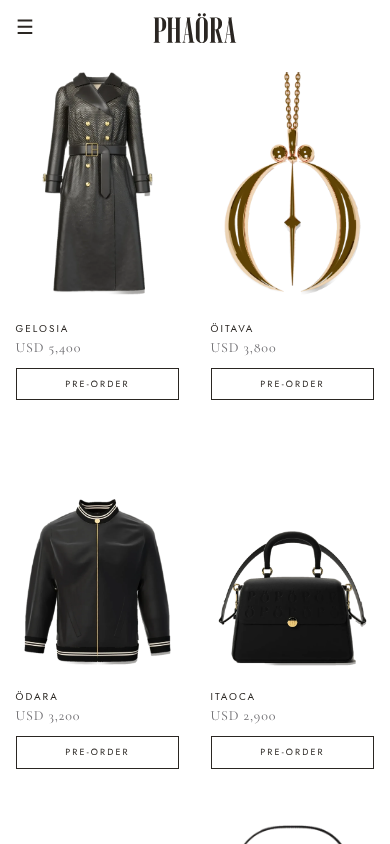 PHAÖRA
GELOSIA
USD 5,400
PRE-ORDER
ÖITAVA
USD 3,800
PRE-ORDER
ÖDARA
USD 3,200
PRE-ORDER
ITAOCA
USD 2,900
PRE-ORDER